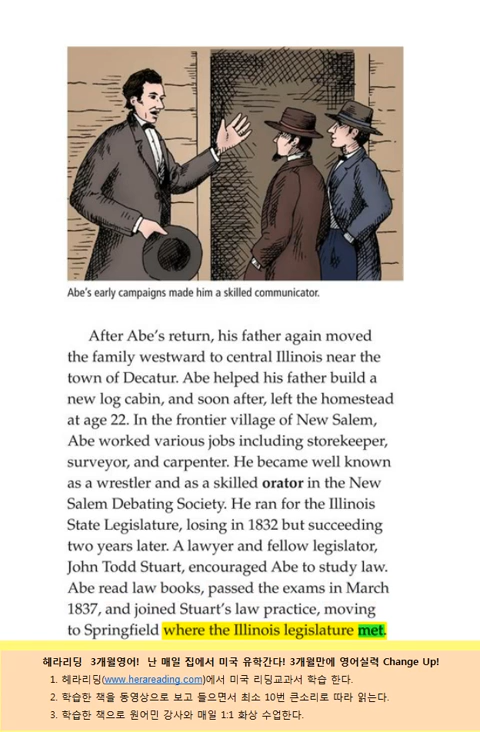 Abe's early campaigns made him a skilled communicator.
After Abe's return, his father again moved
the family westward to central Illinois near the
town of Decatur. Abe helped his father build a
new log cabin, and soon after, left the homestead
at age 22. In the frontier village of New Salem,
Abe worked various jobs including storekeeper,
surveyor, and carpenter. He became well known
as a wrestler and as a skilled orator in the New
Salem Debating Society. He ran for the Illinois
State Legislature, losing in 1832 but succeeding
two years later. A lawyer and fellow legislator,
John Todd Stuart, encouraged Abe to study law.
Abe read law books, passed the exams in March
1837, and joined Stuart's law practice, moving
to Springfield where the Illinois legislature met.
헤라리딩 3개월영어! 난 매일 집에서 미국 유학간다! 3개월만에 영어실력 Change Up!
1. 헤라리딩(www.herareading.com)에서 미국 리딩교과서 학습 한다.
2. 학습한 책을 동영상으로 보고 들으면서 최소 10번 큰소리로 따라 읽는다.
3. 학습한 책으로 원어민 강사와 매일 1:1 화상 수업한다.